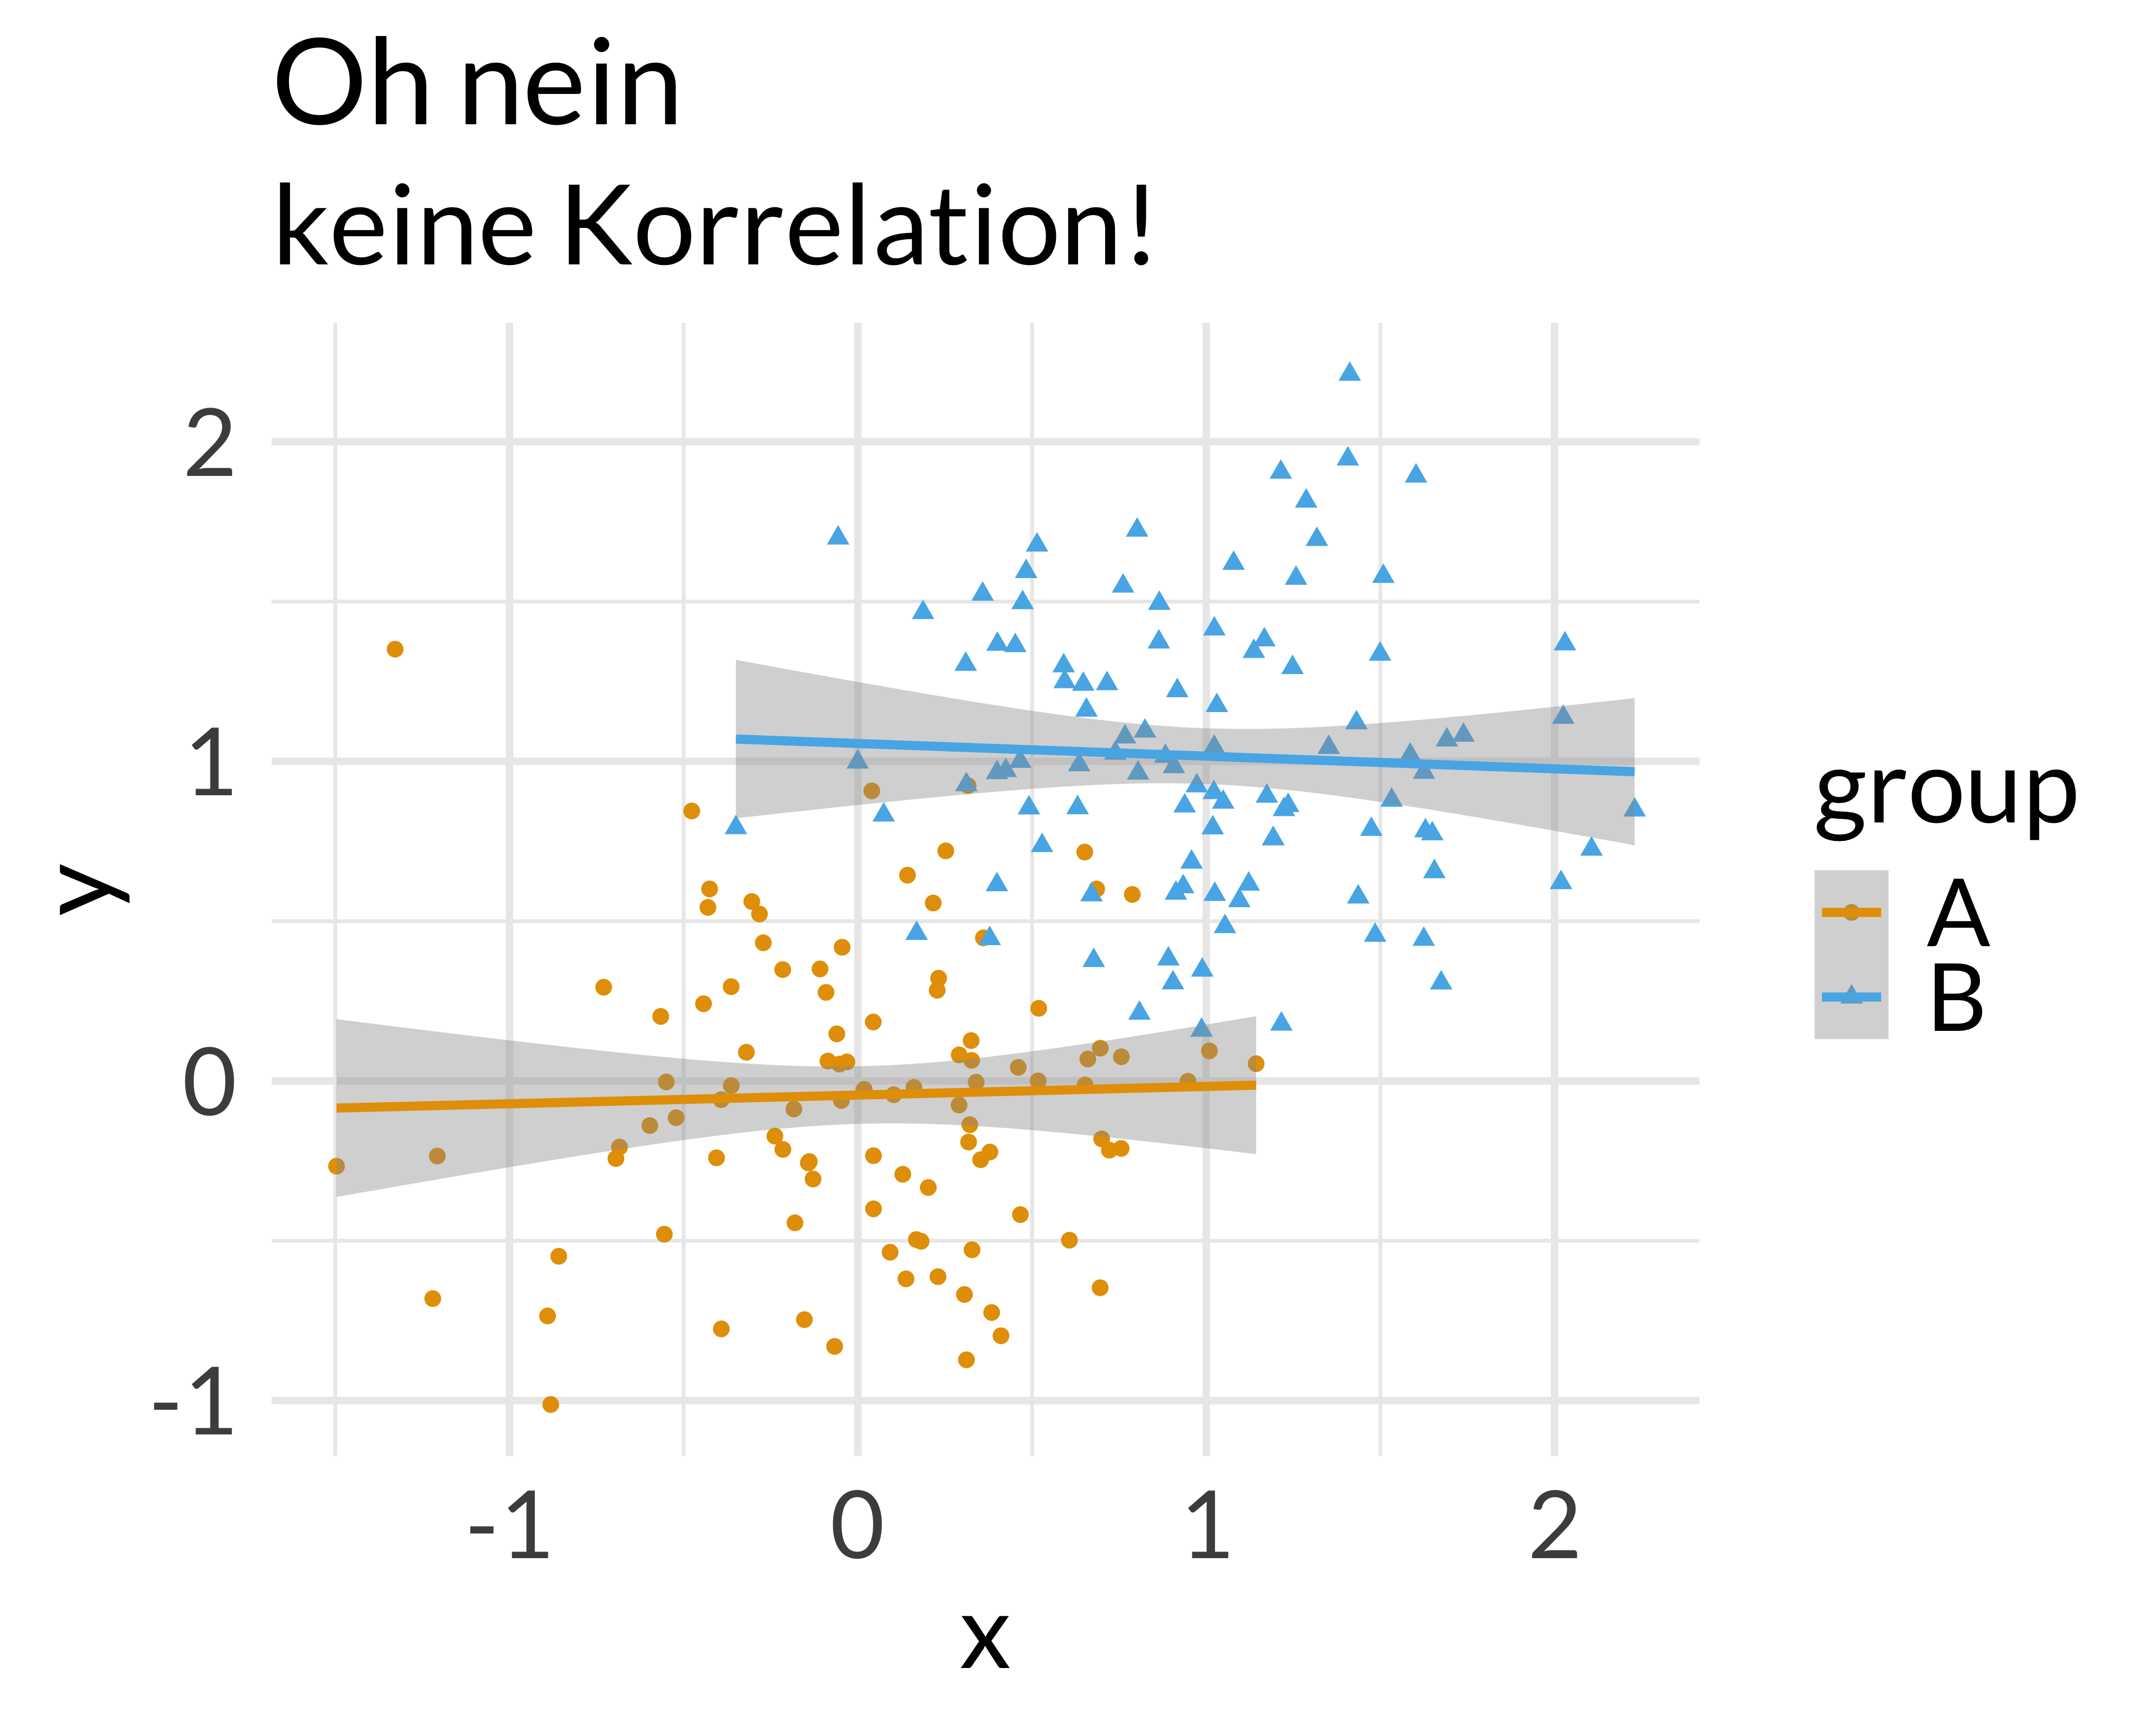 Oh nein
keine Korrelation!
2
1
0
-1
y
-1 0 1 2
x
group
A
B